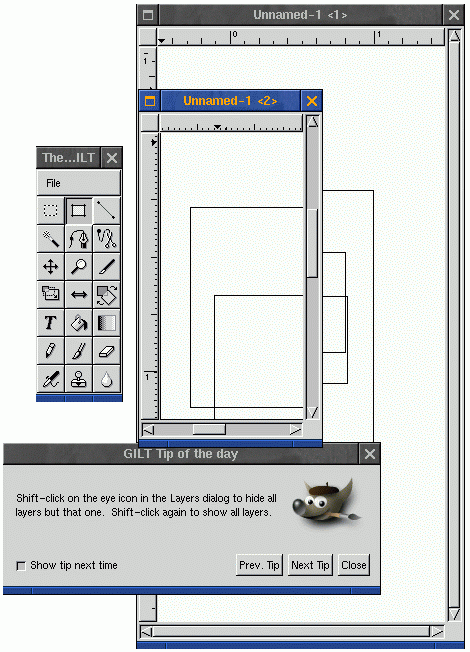 Unnamed-1 <1>
0
1
1
Unnamed-1 <2>
1
The...ILT
File
T
GILT Tip of the day
Shift-click on the eye icon in the Layers dialog to hide all
layers but that one. Shift-click again to show all layers.
Show tip next time
Prev. Tip
Next Tip
Close